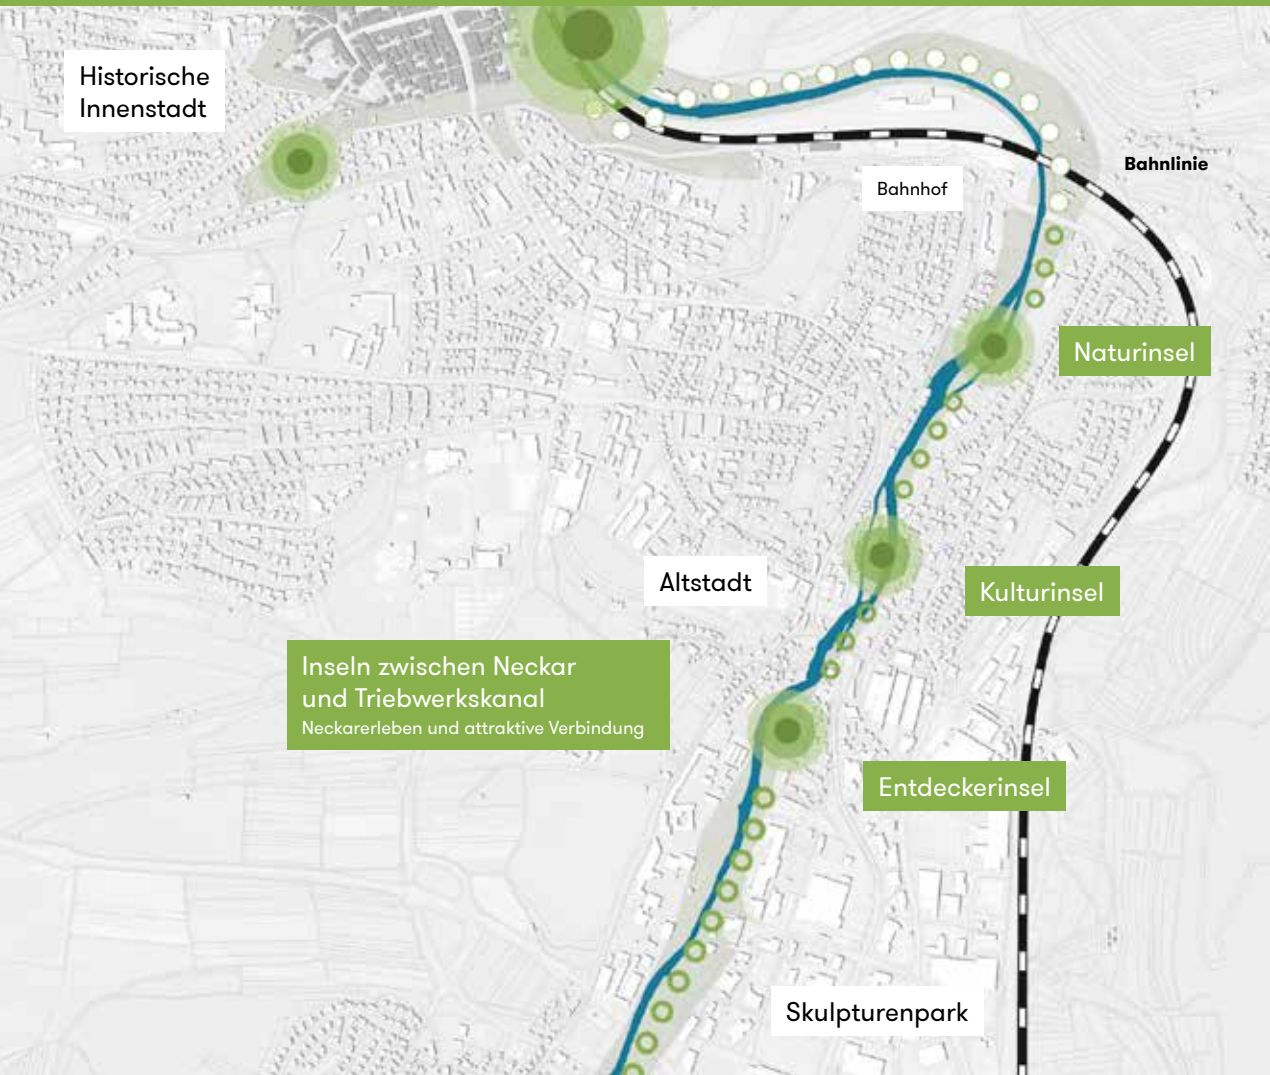 Historische
Innenstadt
Bahnlinie
Bahnhof
Naturinsel
Altstadt
Kulturinsel
Inseln zwischen Neckar
und Triebwerkskanal
Neckarerleben und attraktive Verbindung
Entdeckerinsel
Skulpturenpark